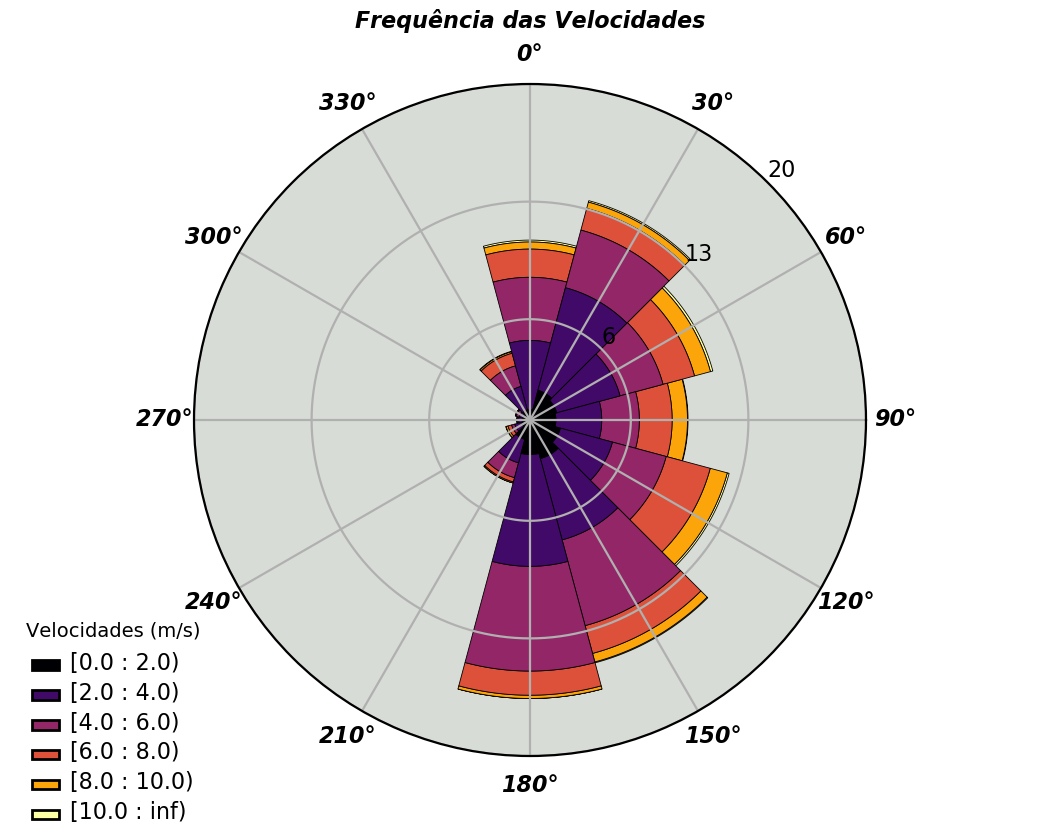 Frequência das Velocidades
0°
330°
30°
20
300°
60°
13
6
270°
90°
240°
120°
210°
150°
180°
Velocidades (m/s)
[0.0 : 2.0)
[2.0 : 4.0)
[4.0 : 6.0)
[6.0 : 8.0)
[8.0 : 10.0)
[10.0 : inf)